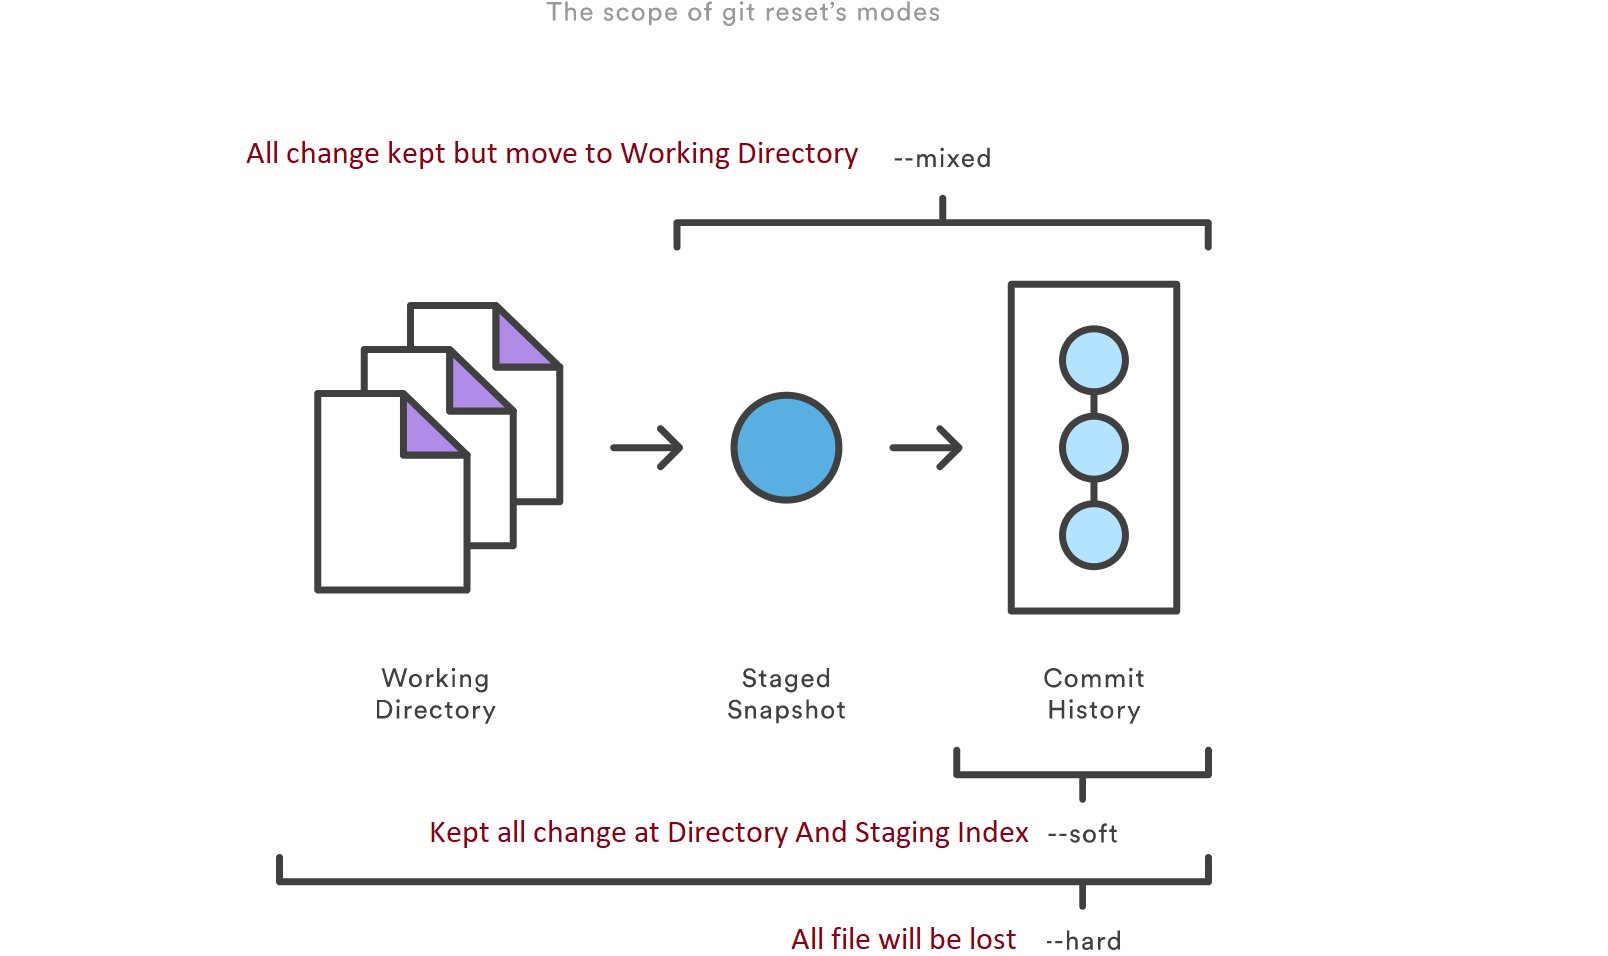 The scope of git reset's modes
All change kept but move to Working Directory --mixed
Working Directory
Staged Snapshot
Commit History
Kept all change at Directory And Staging Index --soft
All file will be lost --hard